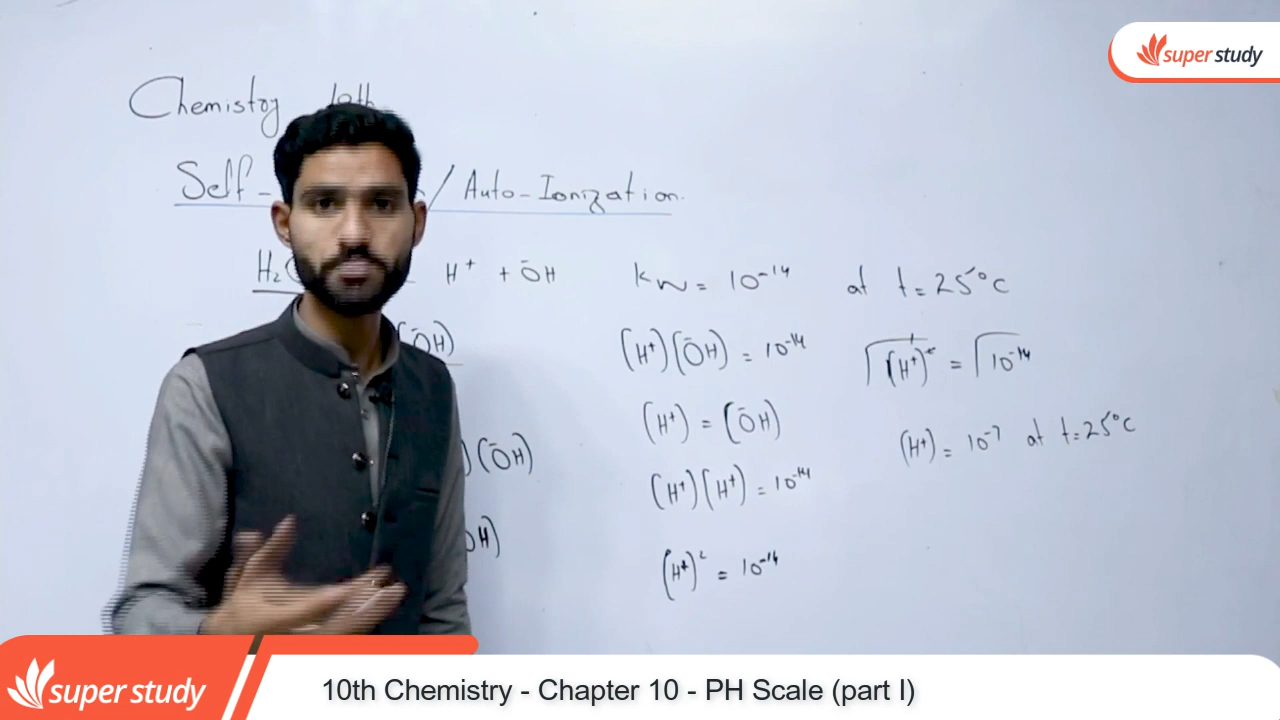 super study
Chemistry 10th
Self- / Auto-Ionization.
H₂ H⁺ + ŌH
(ŌH)
)(ŌH)
OH)
Kw = 10⁻¹⁴ at t = 25°C
(H⁺)(ŌH) = 10⁻¹⁴
(H⁺) = (ŌH)
(H⁺)(H⁺) = 10⁻¹⁴
(H⁺)² = 10⁻¹⁴
√(H⁺)² = √10⁻¹⁴
(H⁺) = 10⁻⁷ at t = 25°C
super study
10th Chemistry - Chapter 10 - PH Scale (part I)